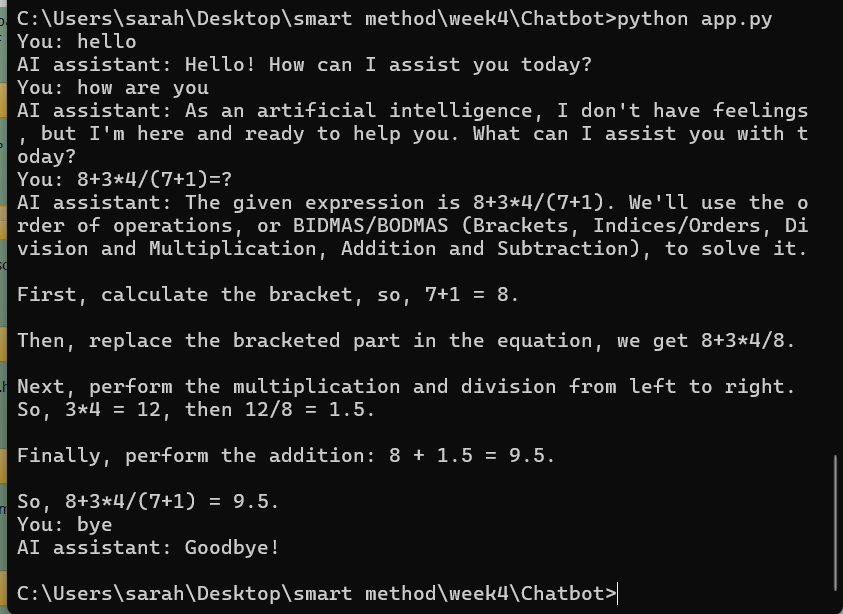 C:\Users\sarah\Desktop\smart method\week4\Chatbot>python app.py
You: hello
AI assistant: Hello! How can I assist you today?
You: how are you
AI assistant: As an artificial intelligence, I don't have feelings
, but I'm here and ready to help you. What can I assist you with t
oday?
You: 8+3*4/(7+1)=?
AI assistant: The given expression is 8+3*4/(7+1). We'll use the o
rder of operations, or BIDMAS/BODMAS (Brackets, Indices/Orders, Di
vision and Multiplication, Addition and Subtraction), to solve it.
First, calculate the bracket, so, 7+1 = 8.
Then, replace the bracketed part in the equation, we get 8+3*4/8.
Next, perform the multiplication and division from left to right.
So, 3*4 = 12, then 12/8 = 1.5.
Finally, perform the addition: 8 + 1.5 = 9.5.
So, 8+3*4/(7+1) = 9.5.
You: bye
AI assistant: Goodbye!
C:\Users\sarah\Desktop\smart method\week4\Chatbot>